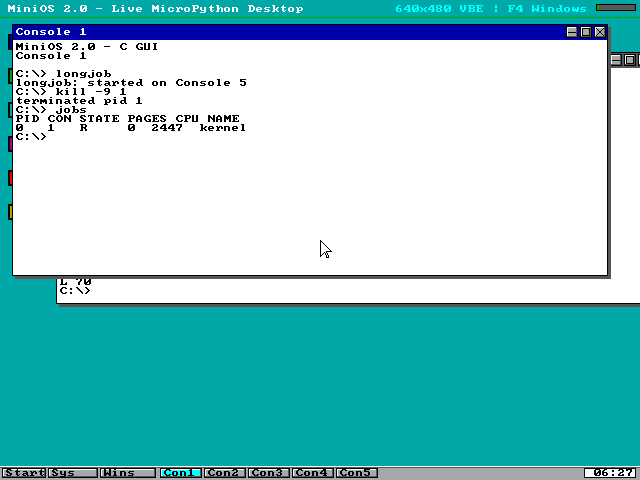 MiniOS 2.0 - Live MicroPython Desktop
640x480 VBE | F4 Windows
Console 1
MiniOS 2.0 - C GUI
Console 1
C:\> longjob
longjob: started on Console 5
C:\> kill -9 1
terminated pid 1
C:\> jobs
PID CON STATE PAGES CPU NAME
0 1 R 0 2447 kernel
C:\>
L 70
C:\>
Start Sys Wins Con1 Con2 Con3 Con4 Con5 06:27